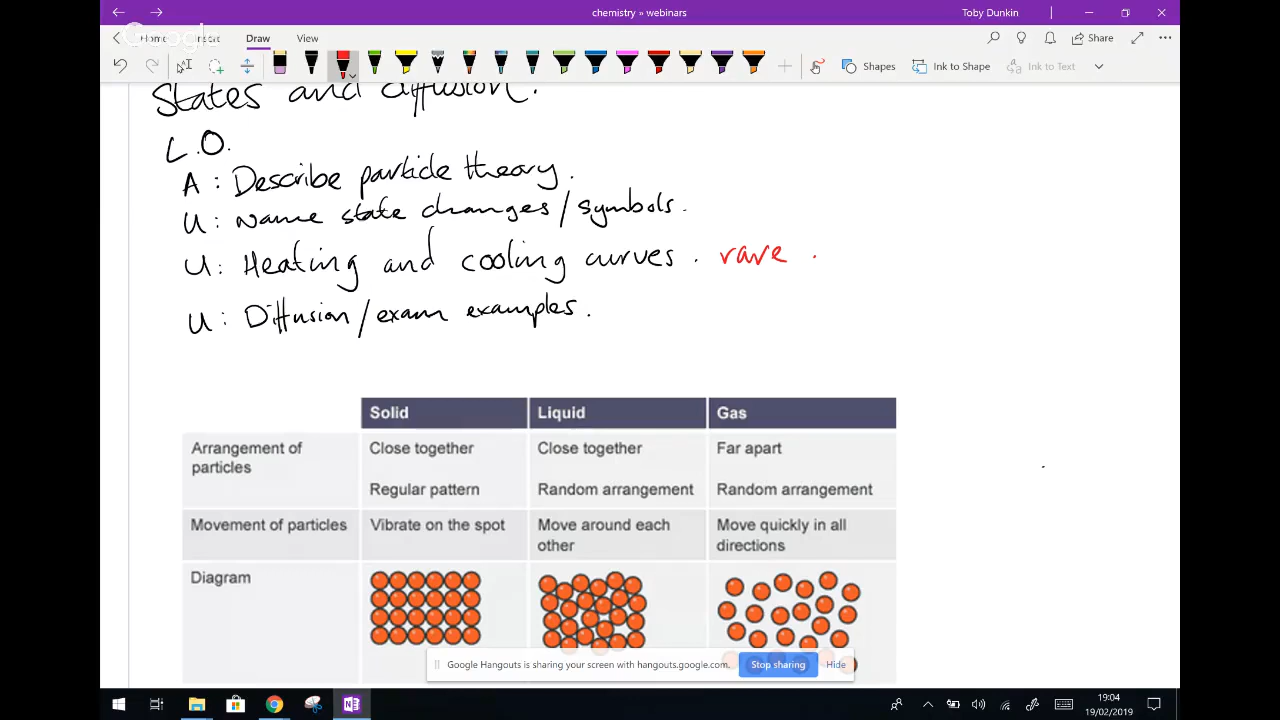 chemistry » webinars
Toby Dunkin
Google
Home Insert Draw View
Share
Shapes Ink to Shape Ink to Text
States and diffusion.
L.O.
A: Describe particle theory.
U: Name state changes/symbols.
U: Heating and cooling curves. rare.
U: Diffusion/exam examples.
Solid Liquid Gas
Arrangement of particles
Close together
Regular pattern
Close together
Random arrangement
Far apart
Random arrangement
Movement of particles
Vibrate on the spot
Move around each
other
Move quickly in all
directions
Diagram
Google Hangouts is sharing your screen with hangouts.google.com. Stop sharing Hide
19:04
19/02/2019